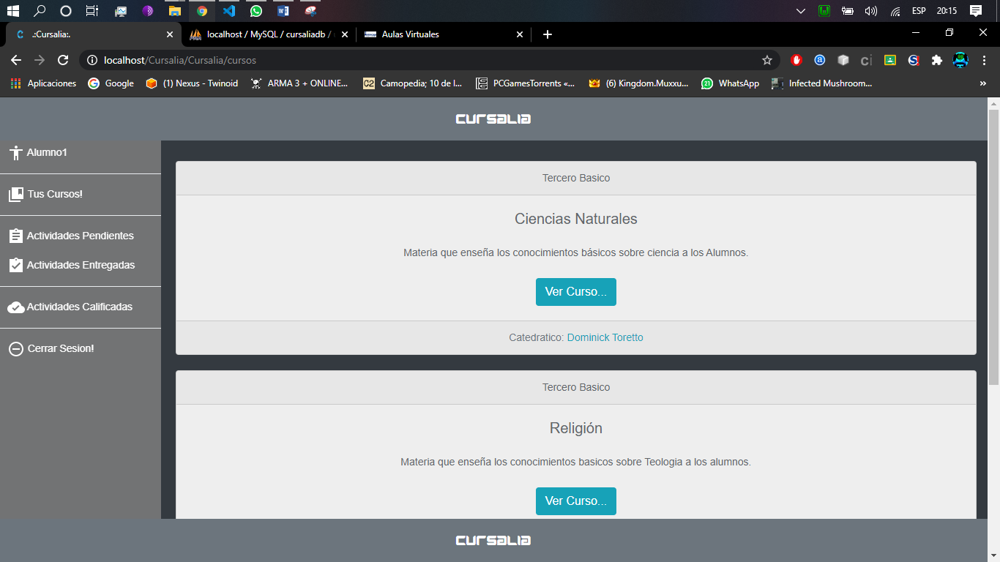 ESP 20:15
.:Cursalia:. localhost / MySQL / cursaliadb / Aulas Virtuales
localhost/Cursalia/Cursalia/cursos
Aplicaciones Google (1) Nexus - Twinoid ARMA 3 + ONLINE... C2 Camopedia; 10 de l... PCGamesTorrents «... (6) Kingdom.Muxxu... 21 WhatsApp Infected Mushroom... »
CURSALIA
Alumno1
Tus Cursos!
Actividades Pendientes
Actividades Entregadas
Actividades Calificadas
Cerrar Sesion!
Tercero Basico
Ciencias Naturales
Materia que enseña los conocimientos básicos sobre ciencia a los Alumnos.
Ver Curso...
Catedratico: Dominick Toretto
Tercero Basico
Religión
Materia que enseña los conocimientos basicos sobre Teologia a los alumnos.
Ver Curso...
CURSALIA